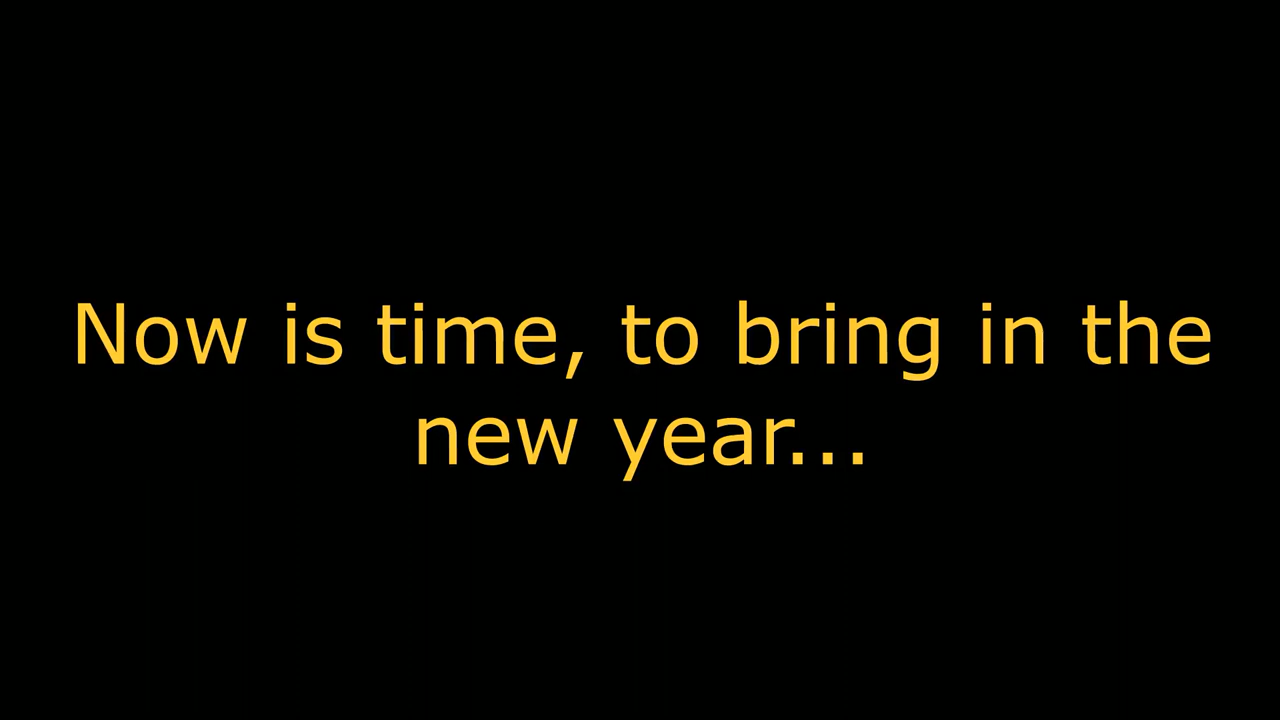 Now is time, to bring in the
new year...